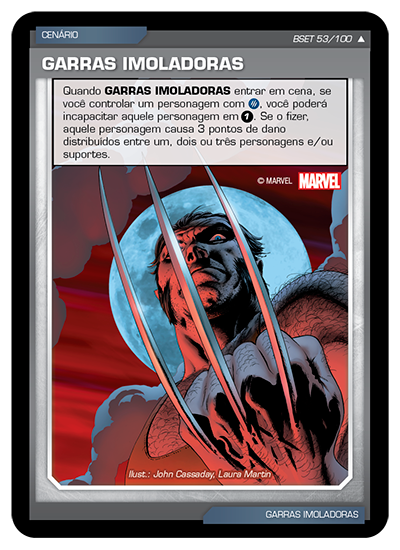 CENÁRIO
BSET 53/100 ▲
GARRAS IMOLADORAS
Quando GARRAS IMOLADORAS entrar em cena, se
você controlar um personagem com , você poderá
incapacitar aquele personagem em 1. Se o fizer,
aquele personagem causa 3 pontos de dano
distribuídos entre um, dois ou três personagens e/ou
suportes.
© MARVEL MARVEL
Ilust.: John Cassaday, Laura Martin
GARRAS IMOLADORAS